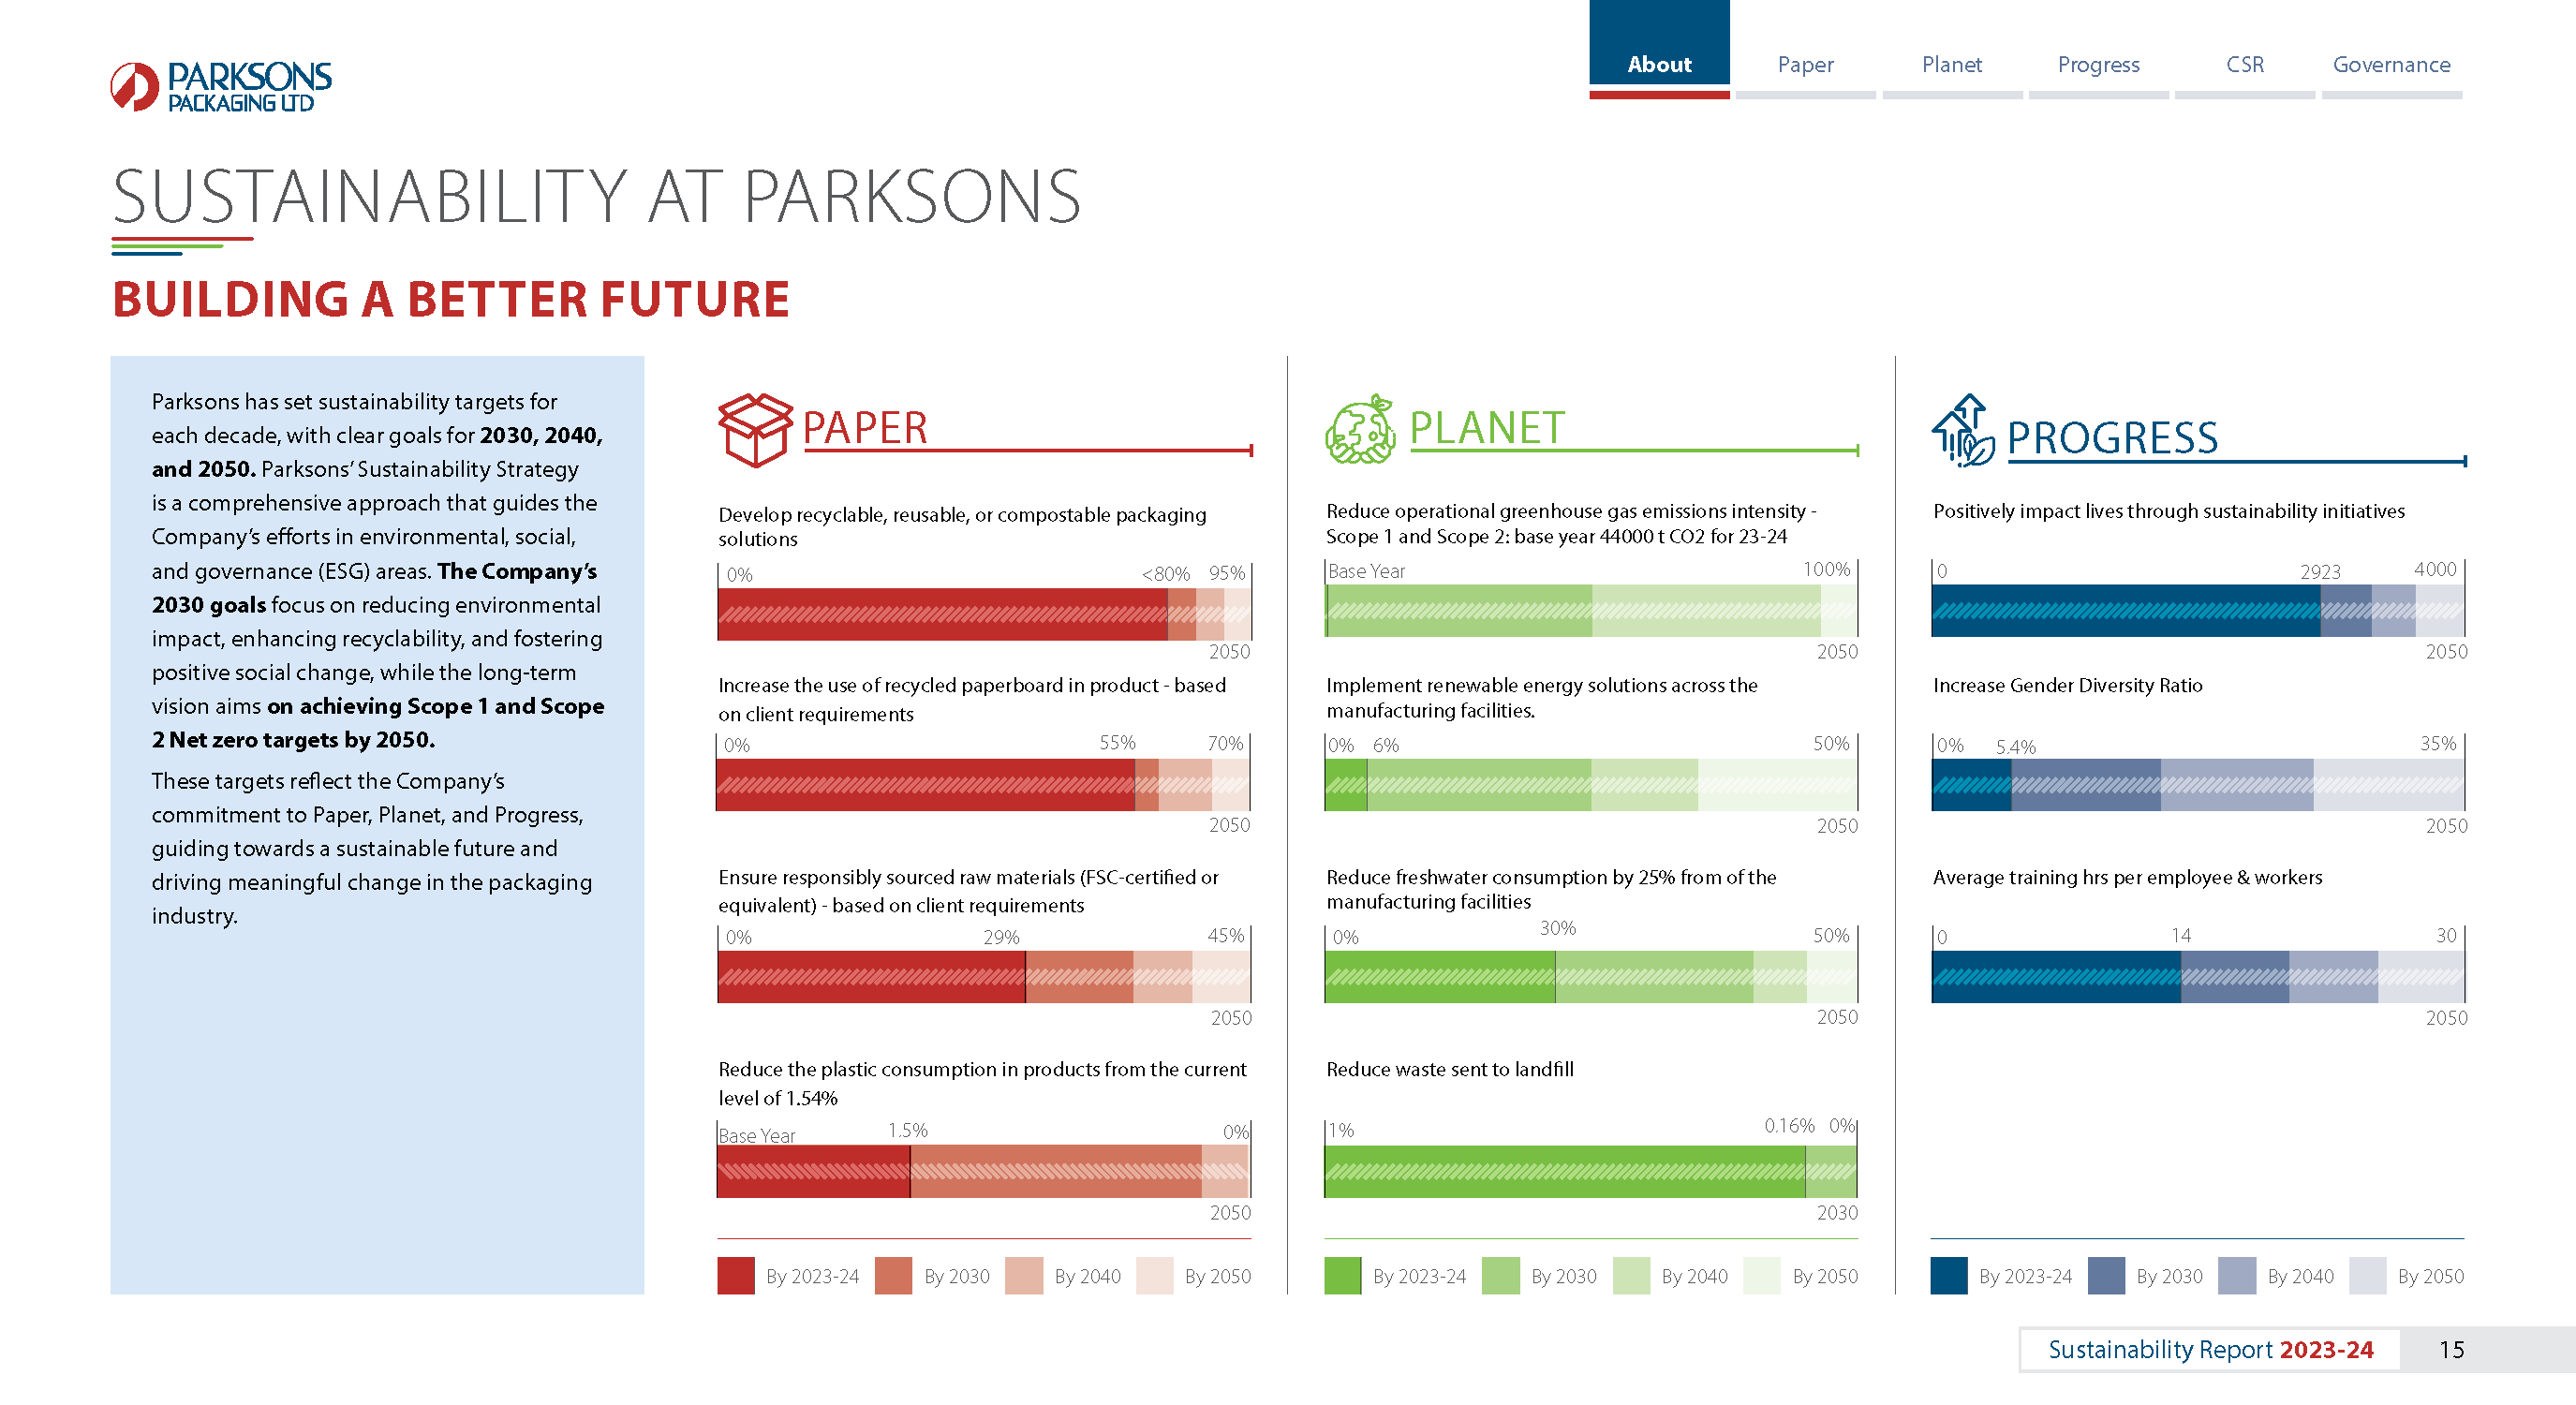 PARKSONS
PACKAGING LTD
About Paper Planet Progress CSR Governance
SUSTAINABILITY AT PARKSONS
BUILDING A BETTER FUTURE
Parksons has set sustainability targets for
each decade, with clear goals for 2030, 2040,
and 2050. Parksons’ Sustainability Strategy
is a comprehensive approach that guides the
Company’s efforts in environmental, social,
and governance (ESG) areas. The Company’s
2030 goals focus on reducing environmental
impact, enhancing recyclability, and fostering
positive social change, while the long-term
vision aims on achieving Scope 1 and Scope
2 Net zero targets by 2050.
These targets reflect the Company’s
commitment to Paper, Planet, and Progress,
guiding towards a sustainable future and
driving meaningful change in the packaging
industry.
PAPER
Develop recyclable, reusable, or compostable packaging
solutions
0% <80% 95%
2050
Increase the use of recycled paperboard in product - based
on client requirements
0% 55% 70%
2050
Ensure responsibly sourced raw materials (FSC-certified or
equivalent) - based on client requirements
0% 29% 45%
2050
Reduce the plastic consumption in products from the current
level of 1.54%
Base Year 1.5% 0%
2050
By 2023-24 By 2030 By 2040 By 2050
PLANET
Reduce operational greenhouse gas emissions intensity -
Scope 1 and Scope 2: base year 44000 t CO2 for 23-24
Base Year 100%
2050
Implement renewable energy solutions across the
manufacturing facilities.
0% 6% 50%
2050
Reduce freshwater consumption by 25% from of the
manufacturing facilities
0% 30% 50%
2050
Reduce waste sent to landfill
1% 0.16% 0%
2030
By 2023-24 By 2030 By 2040 By 2050
PROGRESS
Positively impact lives through sustainability initiatives
0 2923 4000
2050
Increase Gender Diversity Ratio
0% 5.4% 35%
2050
Average training hrs per employee & workers
0 14 30
2050
By 2023-24 By 2030 By 2040 By 2050
Sustainability Report 2023-24 15